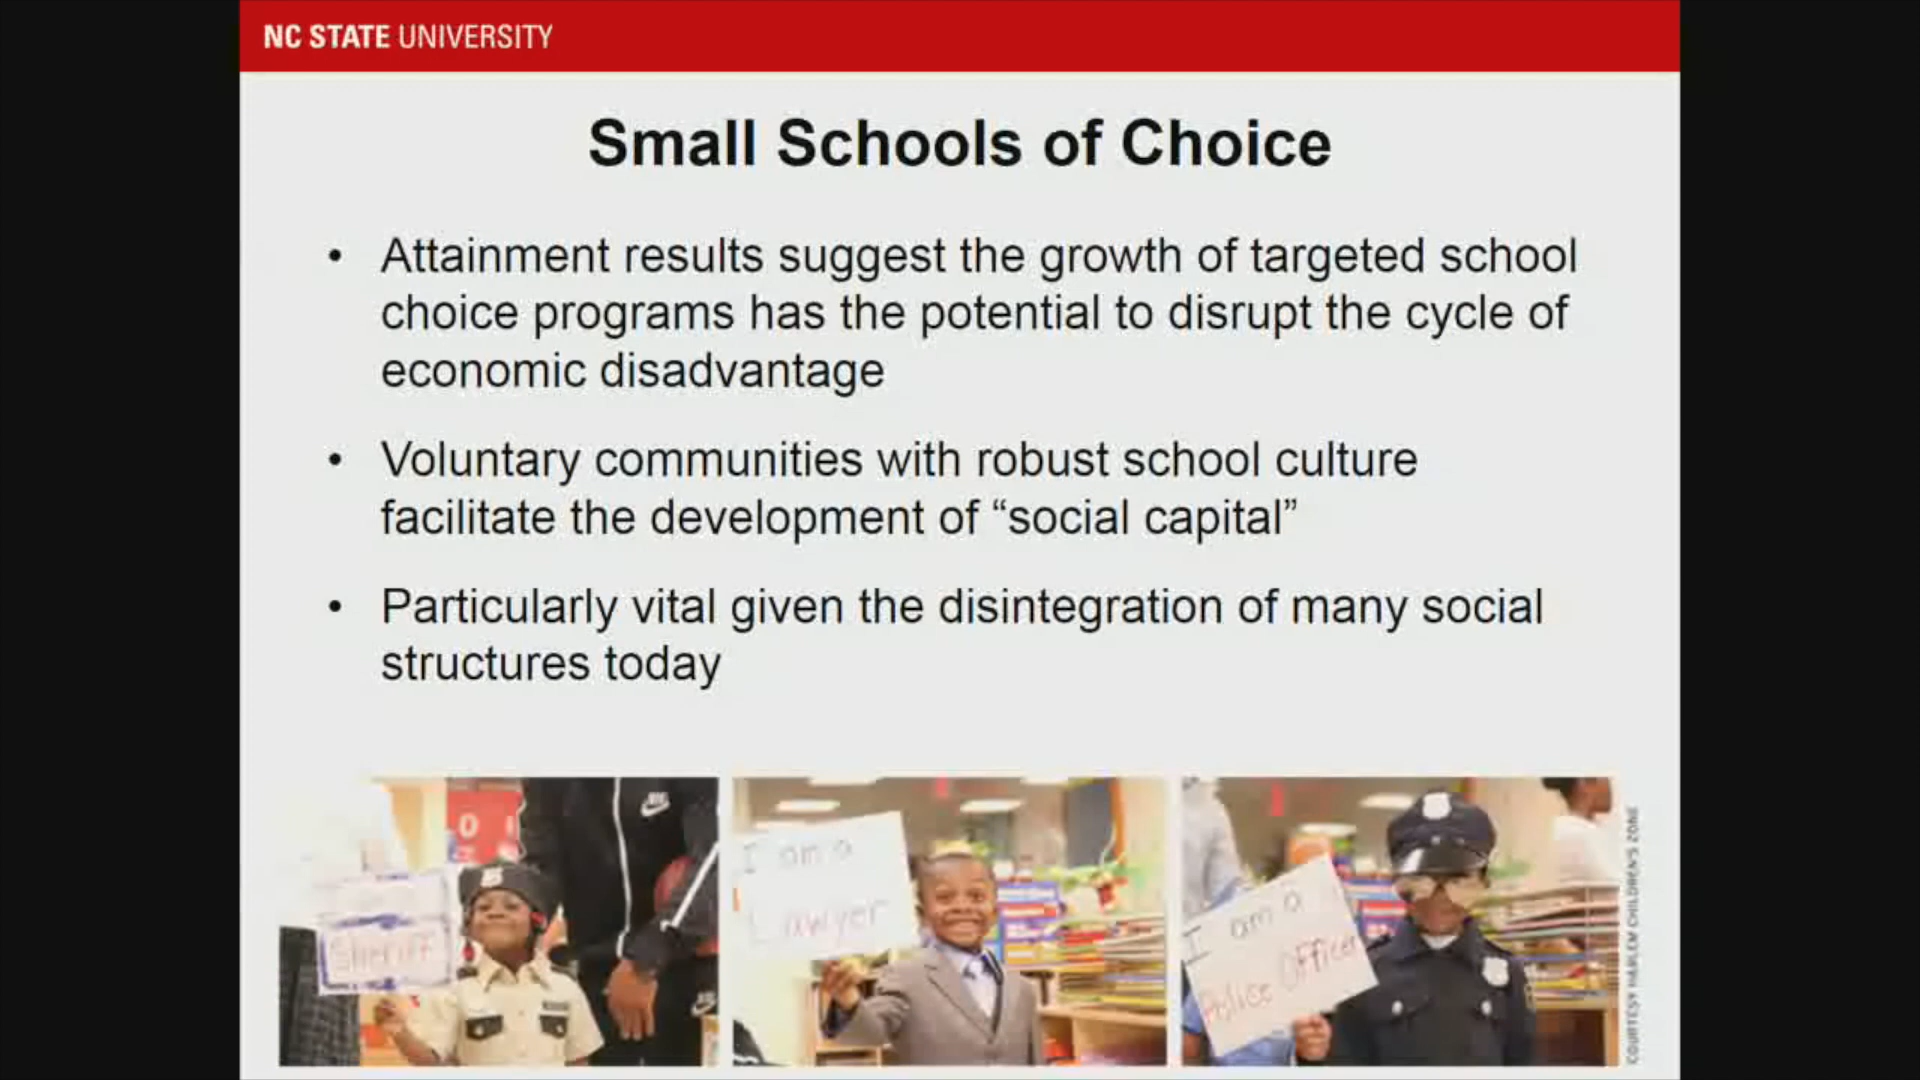 NC STATE UNIVERSITY
Small Schools of Choice
• Attainment results suggest the growth of targeted school
choice programs has the potential to disrupt the cycle of
economic disadvantage
• Voluntary communities with robust school culture
facilitate the development of “social capital”
• Particularly vital given the disintegration of many social
structures today
Sheriff
I am a
Lawyer
I am a
Police Officer
COURTESY HARLEM CHILDREN'S ZONE